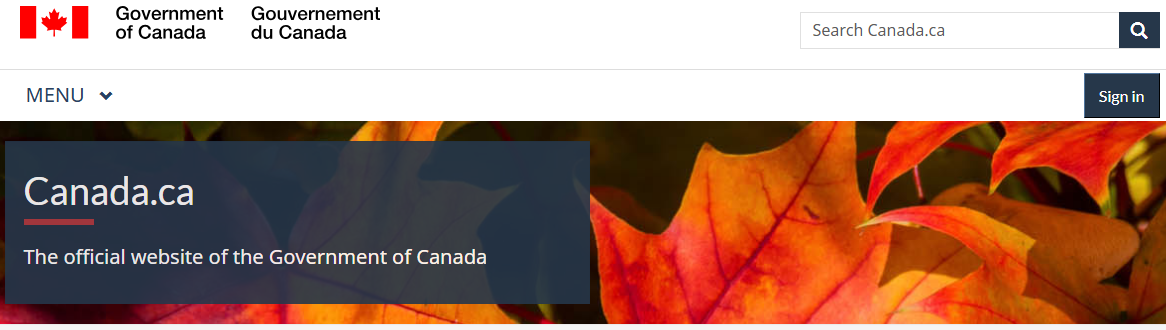 Government
of Canada
Gouvernement
du Canada
Search Canada.ca
MENU
Sign in
Canada.ca
The official website of the Government of Canada